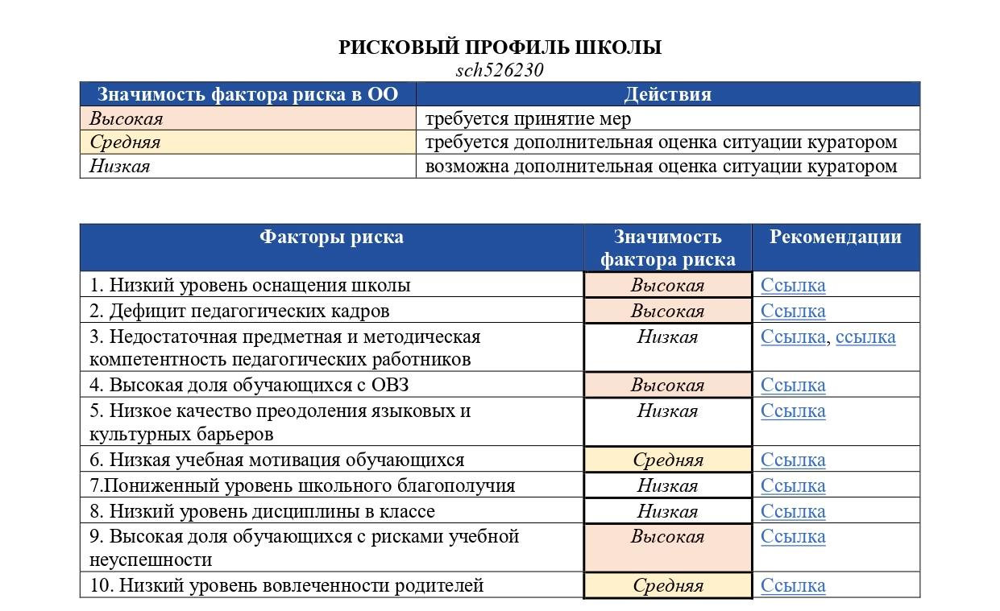 РИСКОВЫЙ ПРОФИЛЬ ШКОЛЫ
sch526230
Значимость фактора риска в ОО Действия
Высокая требуется принятие мер
Средняя требуется дополнительная оценка ситуации куратором
Низкая возможна дополнительная оценка ситуации куратором
Факторы риска Значимость фактора риска Рекомендации
1. Низкий уровень оснащения школы Высокая Ссылка
2. Дефицит педагогических кадров Высокая Ссылка
3. Недостаточная предметная и методическая Низкая Ссылка, ссылка
компетентность педагогических работников
4. Высокая доля обучающихся с ОВЗ Высокая Ссылка
5. Низкое качество преодоления языковых и Низкая Ссылка
культурных барьеров
6. Низкая учебная мотивация обучающихся Средняя Ссылка
7.Пониженный уровень школьного благополучия Низкая Ссылка
8. Низкий уровень дисциплины в классе Низкая Ссылка
9. Высокая доля обучающихся с рисками учебной Высокая Ссылка
неуспешности
10. Низкий уровень вовлеченности родителей Средняя Ссылка